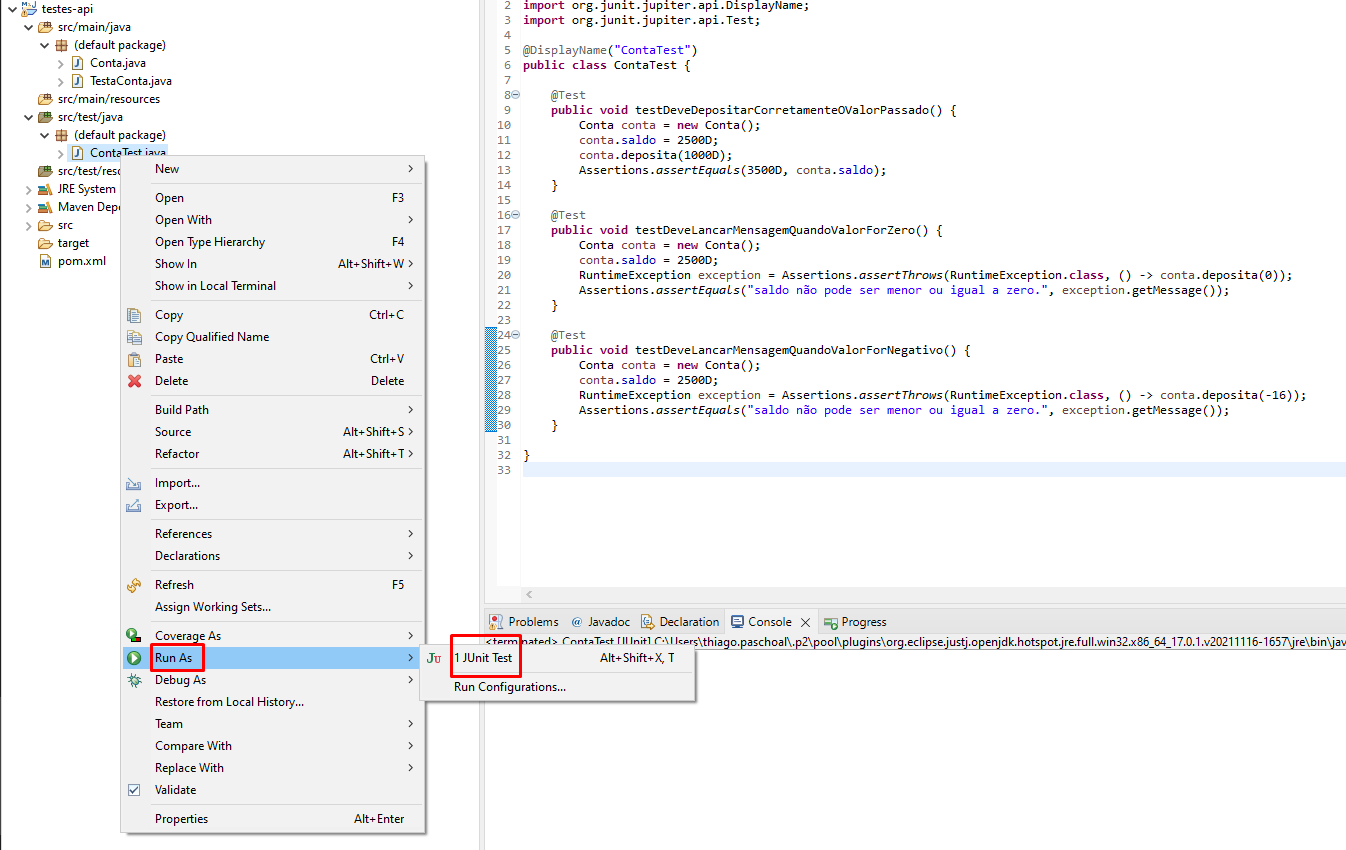 testes-api
src/main/java
(default package)
Conta.java
TestaConta.java
src/main/resources
src/test/java
(default package)
ContaTest.java
src/test/reso
JRE System
Maven Depe
src
target
pom.xml
New
Open F3
Open With
Open Type Hierarchy F4
Show In Alt+Shift+W
Show in Local Terminal
Copy Ctrl+C
Copy Qualified Name
Paste Ctrl+V
Delete Delete
Build Path
Source Alt+Shift+S
Refactor Alt+Shift+T
Import...
Export...
References
Declarations
Refresh F5
Assign Working Sets...
Coverage As
Run As
Debug As
Restore from Local History...
Team
Compare With
Replace With
Validate
Properties Alt+Enter
1 JUnit Test Alt+Shift+X, T
Run Configurations...
2 import org.junit.jupiter.api.DisplayName;
3 import org.junit.jupiter.api.Test;
4
5 @DisplayName("ContaTest")
6 public class ContaTest {
7
8 @Test
9 public void testDeveDepositarCorretamenteOValorPassado() {
10 Conta conta = new Conta();
11 conta.saldo = 2500D;
12 conta.deposita(1000D);
13 Assertions.assertEquals(3500D, conta.saldo);
14 }
15
16 @Test
17 public void testDeveLancarMensagemQuandoValorForZero() {
18 Conta conta = new Conta();
19 conta.saldo = 2500D;
20 RuntimeException exception = Assertions.assertThrows(RuntimeException.class, () -> conta.deposita(0));
21 Assertions.assertEquals("saldo não pode ser menor ou igual a zero.", exception.getMessage());
22 }
23
24 @Test
25 public void testDeveLancarMensagemQuandoValorForNegativo() {
26 Conta conta = new Conta();
27 conta.saldo = 2500D;
28 RuntimeException exception = Assertions.assertThrows(RuntimeException.class, () -> conta.deposita(-16));
29 Assertions.assertEquals("saldo não pode ser menor ou igual a zero.", exception.getMessage());
30 }
31
32 }
33
Problems Javadoc Declaration Console Progress
<terminated> ContaTest [JUnit] C:\Users\thiago.paschoal\.p2\pool\plugins\org.eclipse.justj.openjdk.hotspot.jre.full.win32.x86_64_17.0.1.v20211116-1657\jre\bin\jav